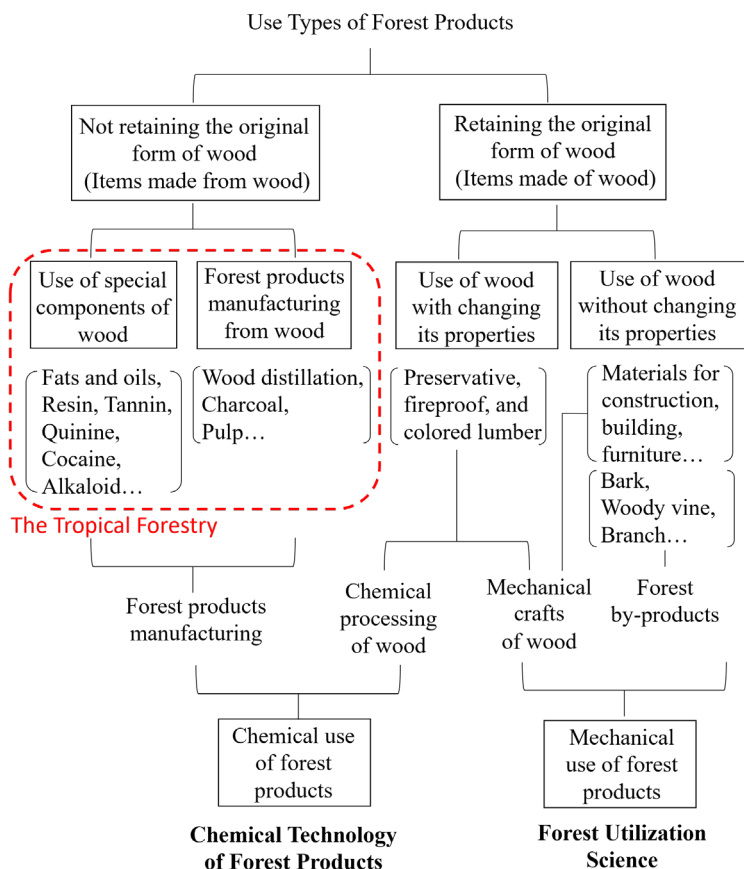 Use Types of Forest Products
Not retaining the original
form of wood
(Items made from wood)
Retaining the original
form of wood
(Items made of wood)
Use of special
components of
wood
Forest products
manufacturing
from wood
Use of wood
with changing
its properties
Use of wood
without changing
its properties
Fats and oils,
Resin, Tannin,
Quinine,
Cocaine,
Alkaloid…
Wood distillation,
Charcoal,
Pulp…
Preservative,
fireproof, and
colored lumber
Materials for
construction,
building,
furniture…
Bark,
Woody vine,
Branch…
The Tropical Forestry
Forest products
manufacturing
Chemical
processing
of wood
Mechanical
crafts
of wood
Forest
by-products
Chemical use
of forest
products
Mechanical
use of forest
products
Chemical Technology
of Forest Products
Forest Utilization
Science